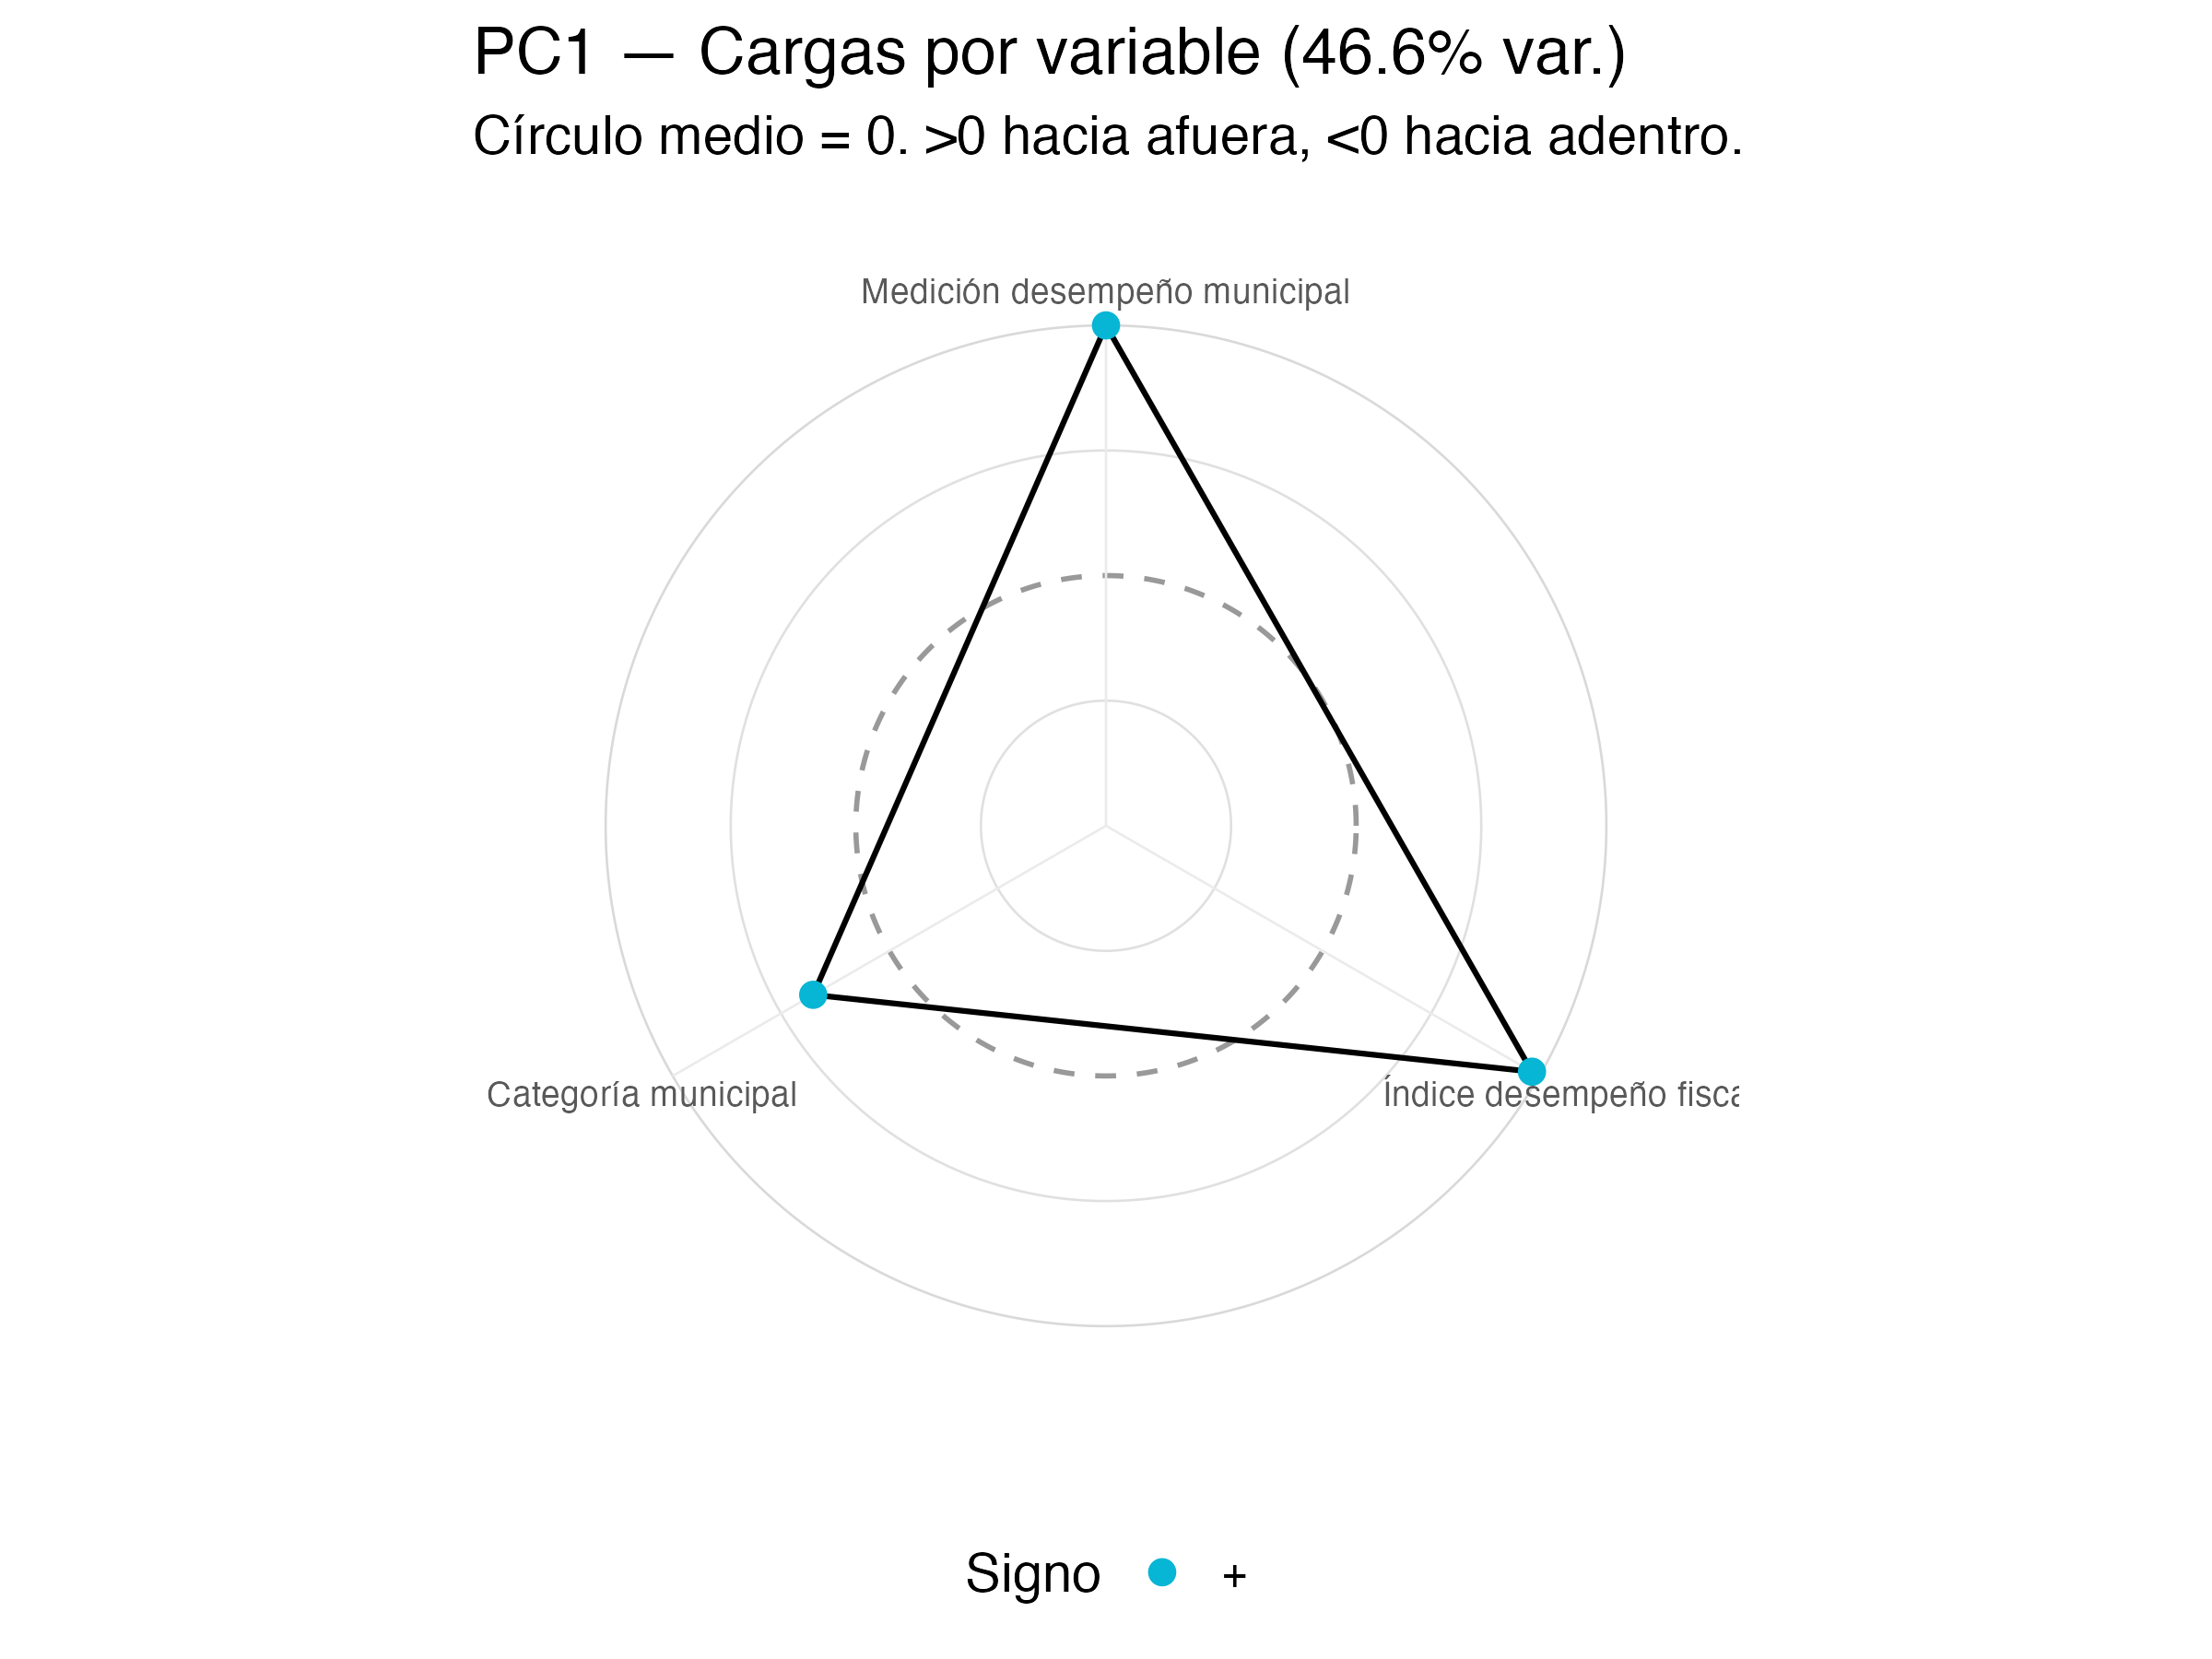 PC1 — Cargas por variable (46.6% var.)
Círculo medio = 0. >0 hacia afuera, <0 hacia adentro.
Medición desempeño municipal
Categoría municipal
Índice desempeño fisca
Signo +